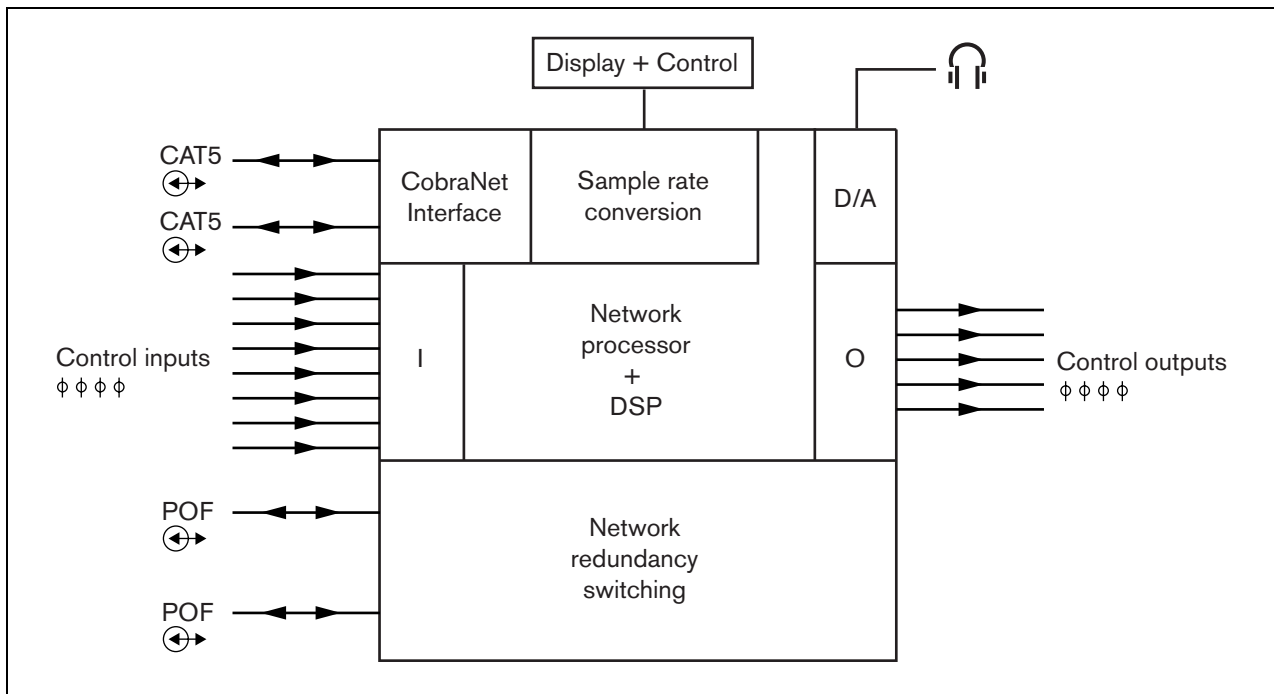 Display + Control
CAT5
CAT5
CobraNet
Interface
Sample rate
conversion
D/A
Control inputs
I
Network
processor
+
DSP
O
Control outputs
POF
POF
Network
redundancy
switching